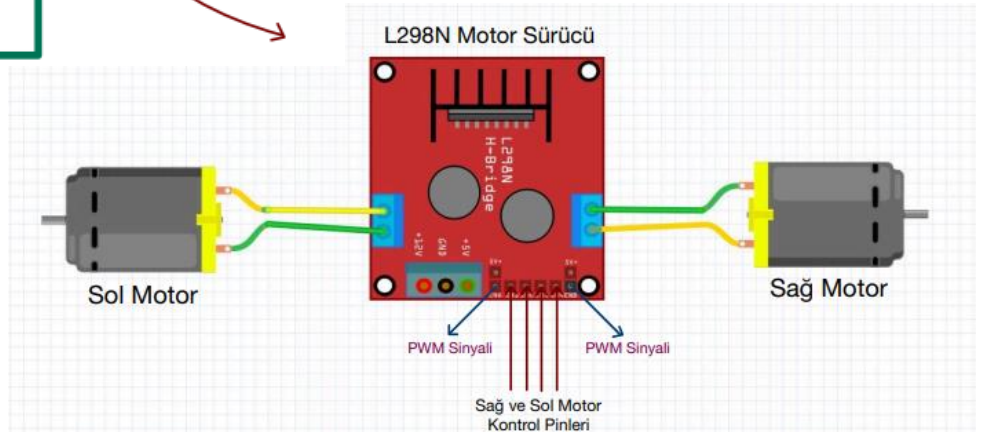 L298N Motor Sürücü
L298N
H-Bridge
+12V
GND
+5V
Sol Motor
Sağ Motor
PWM Sinyali
PWM Sinyali
Sağ ve Sol Motor
Kontrol Pinleri